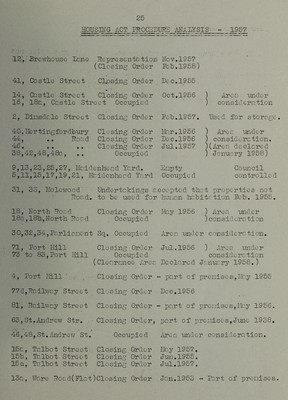 25
HOUSING ACT PROCEDURE ANALYSIS - 1957
12, Brewhouse Lane Representation Nov.1957
(Closing Order Feb.1958)
41, Castle Street Closing Order Dec.1955
14, Castle Street Closing Order Oct.1956 ) Area under
16, 18c, Castle Street Occupied ) consideration
2, Dimsdale Street Closing Order Feb.1957. Used for storage.
40, Hertingfordbury Closing Order Mar.1956 ) Area under
44, ,, Road Closing Order Dec.1956 ) consideration.
46, ,, Closing Order Jul.1957 )(Area declared
38,42,48,48c, ,, Occupied ) January 1958)
9,13,23,25,27, Maidenhead Yard. Empty Council
5,11,15,17,19,21, Maidenhead Yard Occupied controlled
31, 33, Molewood Undertakings accepted that properties not
Road. to be used for human habitation Feb. 1955.
18, North Road Closing Order May 1956 ) Area under
16c,18b, North Road Occupied )consideration
30,32,34, Parliament Sq. Occupied Area under consideration.
71, Port Hill Closing Order Jul.1956 ) Area under
73 to 83, Port Hill Occupied ) consideration
(Clearance Area Declared January 1958.)
4, Port Hill Closing Order - part of premises, May 1955
77d, Railway Street Closing Order Dec.1956
81, Railway Street Closing Order - part of premises, May 1956.
63, St.Andrew Str. Closing Order, part of premises, June 1938.
46,48, St.Andrew St. Occupied Area under consideration.
15a, Talbot Street Closing Order May 1957.
15b, Talbot Street Closing Order Jun.1955.
15c, Talbot Street Closing Order Jul.1957.
13a, Ware Road(Flat)Closing Order Jan.1953 - Part of premises.